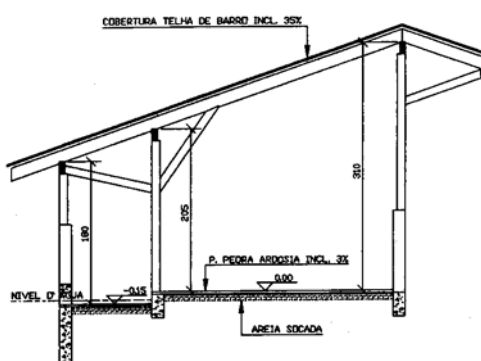 COBERTURA TELHA DE BARRO INCL. 35%
310
205
180
P. PEDRA ARDOSIA INCL. 3%
0.00
-0.15
NIVEL D'AGUA
AREIA SOCADA